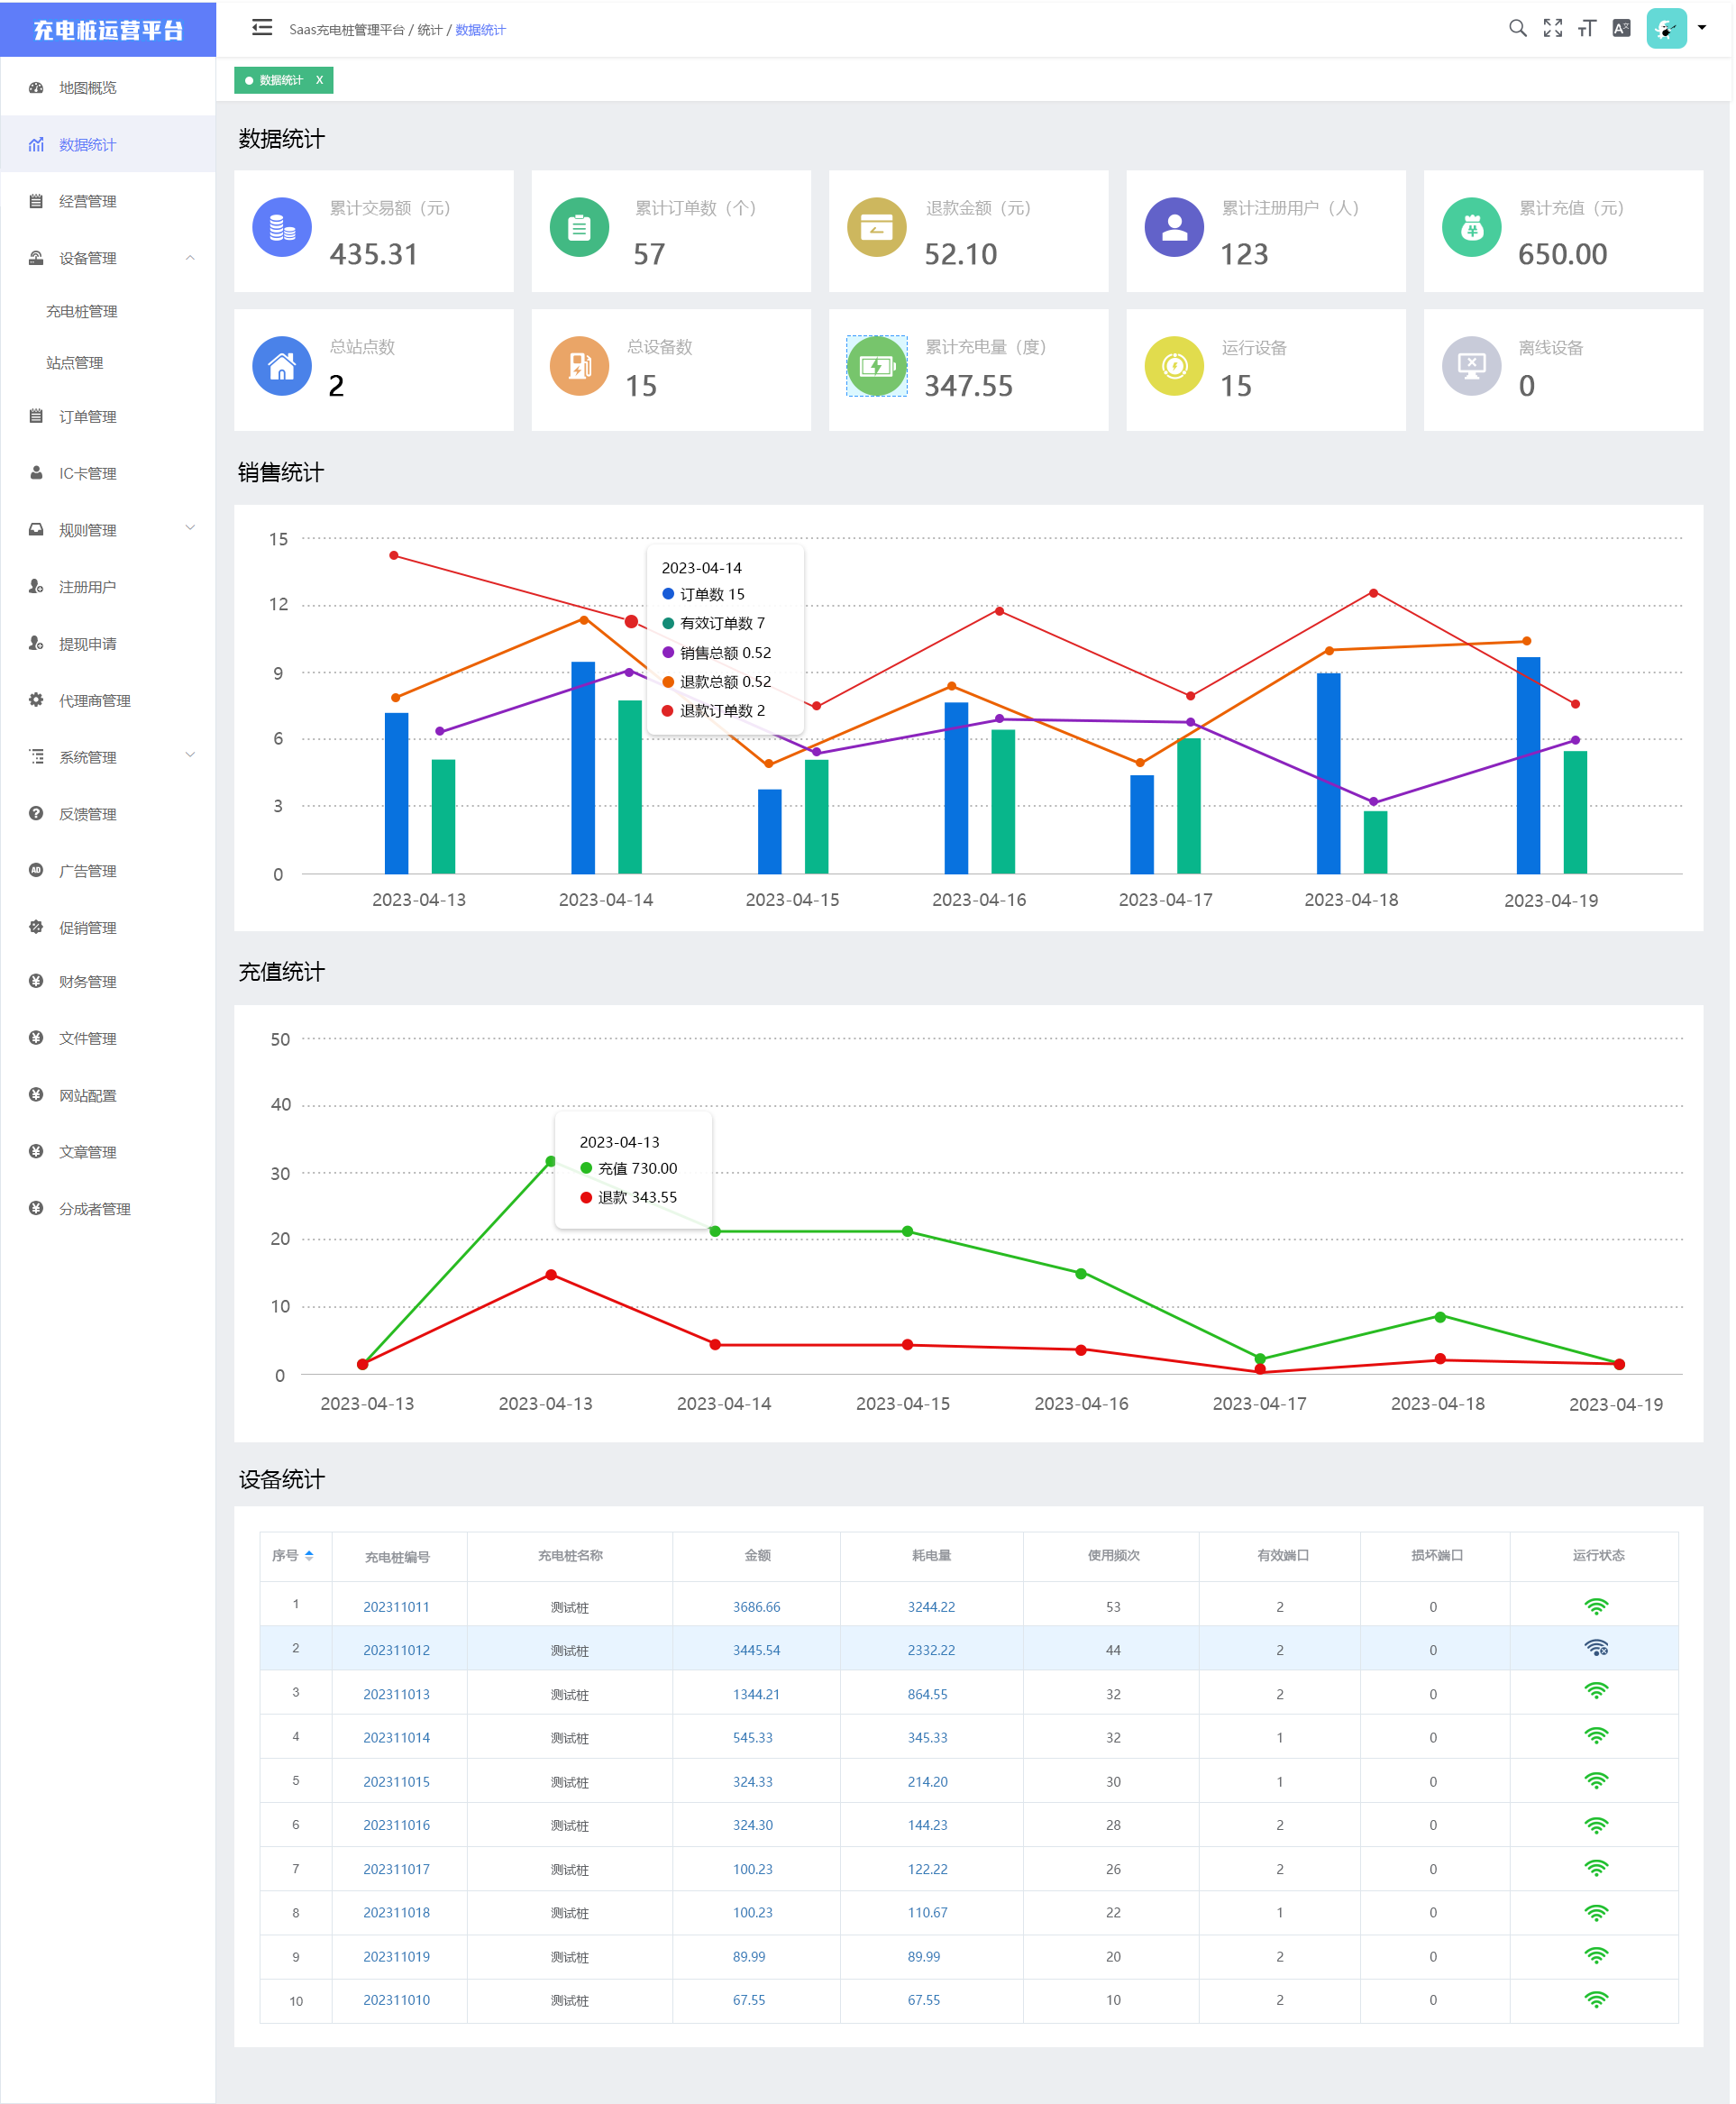 充电桩运营平台
Saas充电桩管理平台 / 统计 / 数据统计
数据统计 X
地图概览
数据统计
经营管理
设备管理
充电桩管理
站点管理
订单管理
IC卡管理
规则管理
注册用户
提现申请
代理商管理
系统管理
反馈管理
广告管理
促销管理
财务管理
文件管理
网站配置
文章管理
分成者管理
数据统计
累计交易额（元）
435.31
累计订单数（个）
57
退款金额（元）
52.10
累计注册用户（人）
123
累计充值（元）
650.00
总站点数
2
总设备数
15
累计充电量（度）
347.55
运行设备
15
离线设备
0
销售统计
15
12
9
6
3
0
2023-04-14
订单数 15
有效订单数 7
销售总额 0.52
退款总额 0.52
退款订单数 2
2023-04-13 2023-04-14 2023-04-15 2023-04-16 2023-04-17 2023-04-18 2023-04-19
充值统计
50
40
30
20
10
0
2023-04-13
充值 730.00
退款 343.55
2023-04-13 2023-04-13 2023-04-14 2023-04-15 2023-04-16 2023-04-17 2023-04-18 2023-04-19
设备统计
序号 充电桩编号 充电桩名称 金额 耗电量 使用频次 有效端口 损坏端口 运行状态
1 202311011 测试桩 3686.66 3244.22 53 2 0
2 202311012 测试桩 3445.54 2332.22 44 2 0
3 202311013 测试桩 1344.21 864.55 32 2 0
4 202311014 测试桩 545.33 345.33 32 1 0
5 202311015 测试桩 324.33 214.20 30 1 0
6 202311016 测试桩 324.30 144.23 28 2 0
7 202311017 测试桩 100.23 122.22 26 2 0
8 202311018 测试桩 100.23 110.67 22 1 0
9 202311019 测试桩 89.99 89.99 20 2 0
10 202311010 测试桩 67.55 67.55 10 2 0